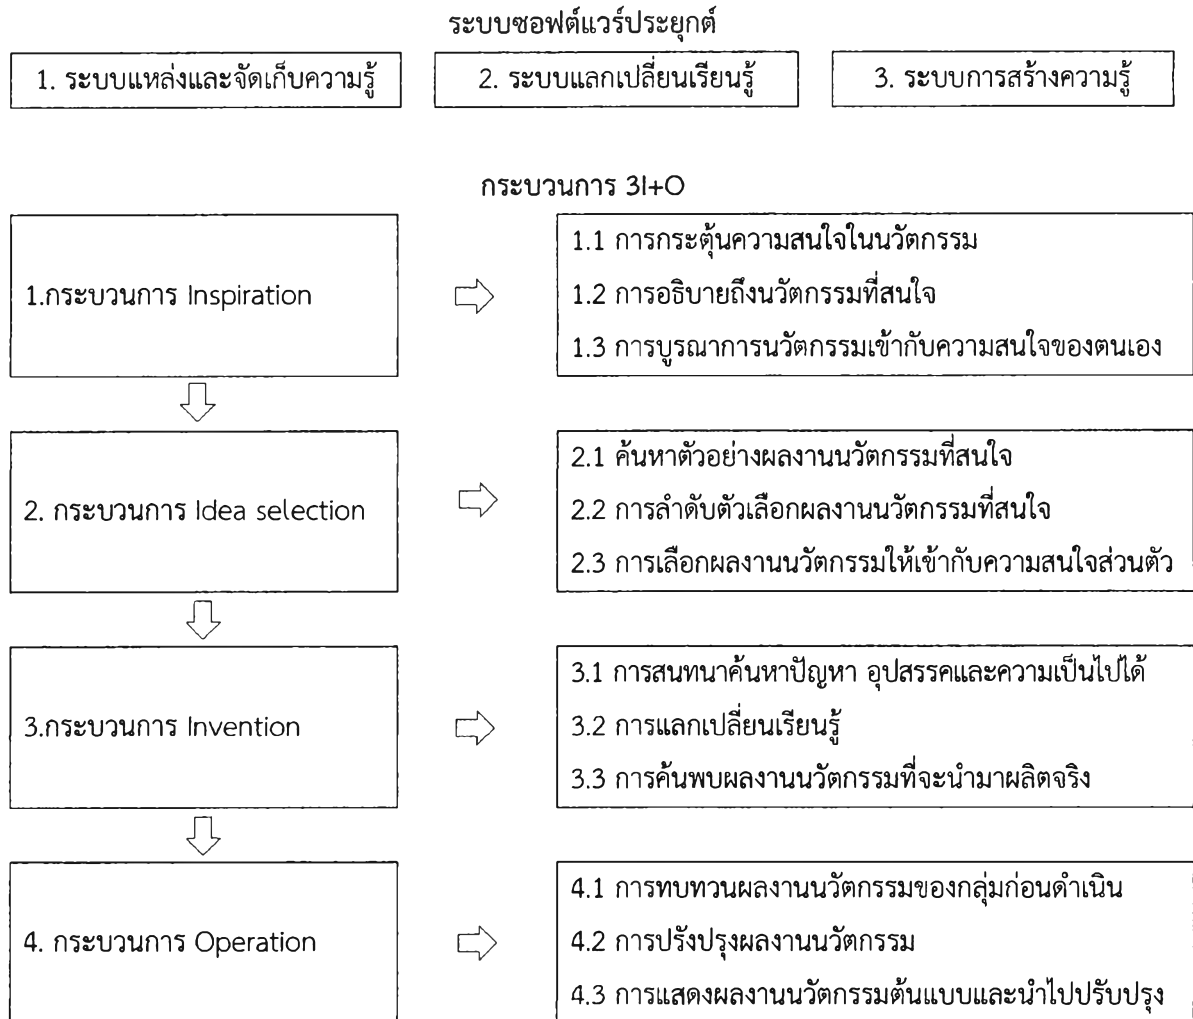 ระบบซอฟต์แวร์ประยุกต์
1. ระบบแหล่งและจัดเก็บความรู้
2. ระบบแลกเปลี่ยนเรียนรู้
3. ระบบการสร้างความรู้
กระบวนการ 3I+O
1.กระบวนการ Inspiration
1.1 การกระตุ้นความสนใจในนวัตกรรม
1.2 การอธิบายถึงนวัตกรรมที่สนใจ
1.3 การบูรณาการนวัตกรรมเข้ากับความสนใจของตนเอง
2. กระบวนการ Idea selection
2.1 ค้นหาตัวอย่างผลงานนวัตกรรมที่สนใจ
2.2 การลำดับตัวเลือกผลงานนวัตกรรมที่สนใจ
2.3 การเลือกผลงานนวัตกรรมให้เข้ากับความสนใจส่วนตัว
3.กระบวนการ Invention
3.1 การสนทนาค้นหาปัญหา อุปสรรคและความเป็นไปได้
3.2 การแลกเปลี่ยนเรียนรู้
3.3 การค้นพบผลงานนวัตกรรมที่จะนำมาผลิตจริง
4. กระบวนการ Operation
4.1 การทบทวนผลงานนวัตกรรมของกลุ่มก่อนดำเนิน
4.2 การปรังปรุงผลงานนวัตกรรม
4.3 การแสดงผลงานนวัตกรรมต้นแบบและนำไปปรับปรุง